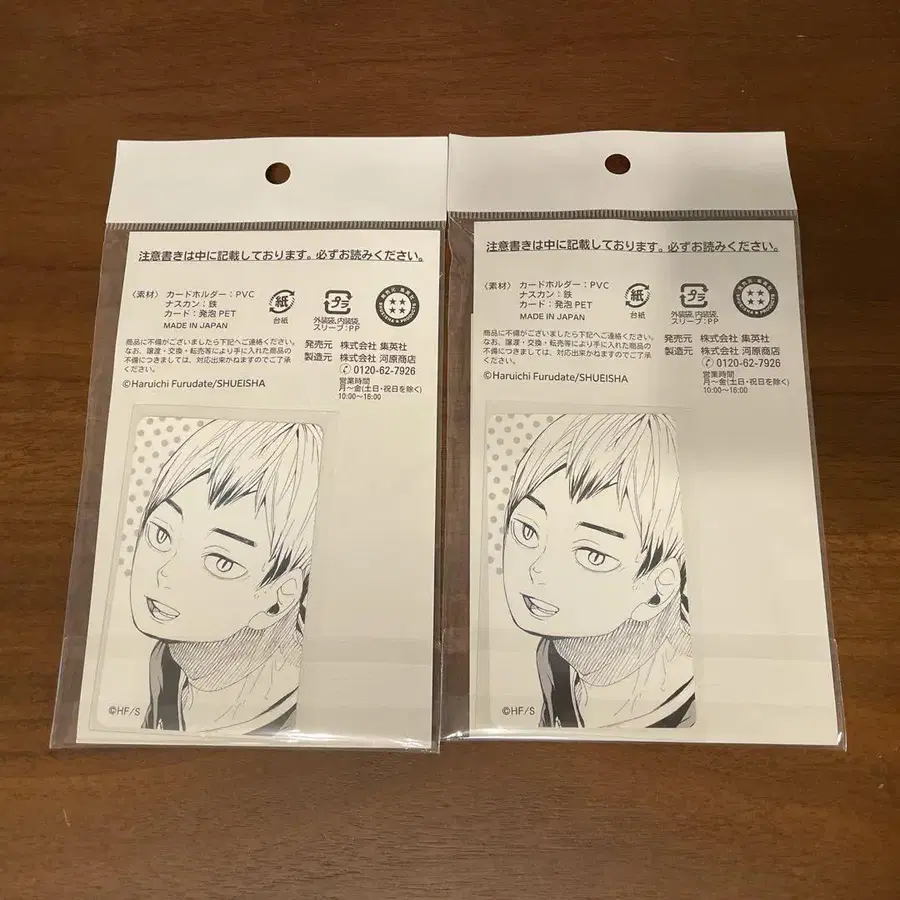 注意書きは中に記載しております。必ずお読みください。
〈素材〉 カードホルダー：PVC
ナスカン：鉄
カード：発泡 PET
MADE IN JAPAN
紙
台紙
プラ
外装袋, 内装袋,
スリーブ：PP
商品に不備がございましたら下記へご連絡ください。
なお、譲渡・交換・転売等により手に入れた商品の
不備につきましては、対応出来かねますのでご了承
ください。
発売元 株式会社 集英社
製造元 株式会社 河原商店
0120-62-7926
営業時間
月〜金(土日・祝日を除く)
10:00〜16:00
©Haruichi Furudate/SHUEISHA
©HF/S
注意書きは中に記載しております。必ずお読みください。
〈素材〉 カードホルダー：PVC
ナスカン：鉄
カード：発泡 PET
MADE IN JAPAN
紙
台紙
プラ
外装袋, 内装袋,
スリーブ：PP
商品に不備がございましたら下記へご連絡ください。
なお、譲渡・交換・転売等により手に入れた商品の
不備につきましては、対応出来かねますのでご了承
ください。
発売元 株式会社 集英社
製造元 株式会社 河原商店
0120-62-7926
営業時間
月〜金(土日・祝日を除く)
10:00〜16:00
©Haruichi Furudate/SHUEISHA
©HF/S